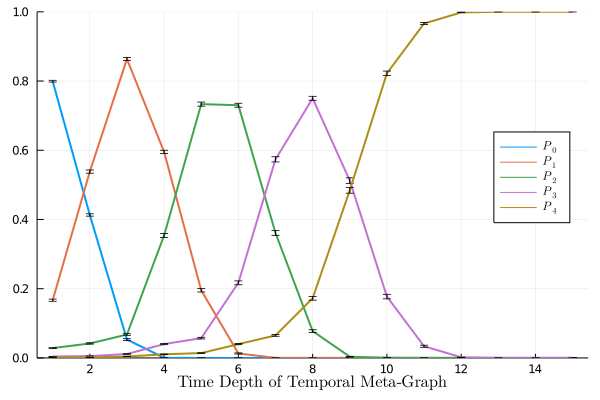 1.0
0.8
0.6
0.4
0.2
0.0
P₀
P₁
P₂
P₃
P₄
2 4 6 8 10 12 14
Time Depth of Temporal Meta-Graph